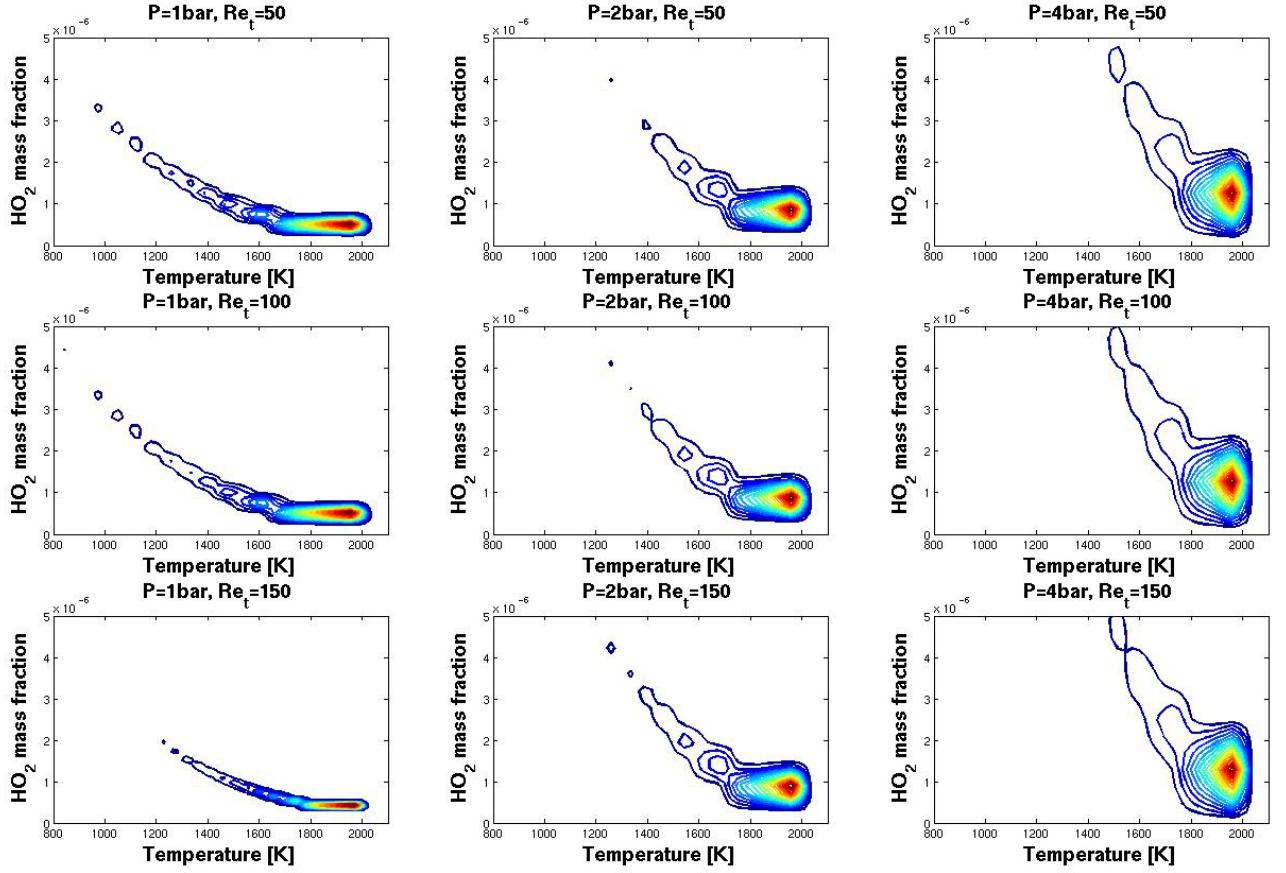 P=1bar, Re_t=50
× 10^-6
5
4
3
2
1
0
800 1000 1200 1400 1600 1800 2000
HO_2 mass fraction
Temperature [K]
P=2bar, Re_t=50
× 10^-6
5
4
3
2
1
0
800 1000 1200 1400 1600 1800 2000
HO_2 mass fraction
Temperature [K]
P=4bar, Re_t=50
× 10^-6
5
4
3
2
1
0
800 1000 1200 1400 1600 1800 2000
HO_2 mass fraction
Temperature [K]
P=1bar, Re_t=100
× 10^-6
5
4
3
2
1
0
800 1000 1200 1400 1600 1800 2000
HO_2 mass fraction
Temperature [K]
P=2bar, Re_t=100
× 10^-6
5
4
3
2
1
0
800 1000 1200 1400 1600 1800 2000
HO_2 mass fraction
Temperature [K]
P=4bar, Re_t=100
× 10^-6
5
4
3
2
1
0
800 1000 1200 1400 1600 1800 2000
HO_2 mass fraction
Temperature [K]
P=1bar, Re_t=150
× 10^-6
5
4
3
2
1
0
800 1000 1200 1400 1600 1800 2000
HO_2 mass fraction
Temperature [K]
P=2bar, Re_t=150
× 10^-6
5
4
3
2
1
0
800 1000 1200 1400 1600 1800 2000
HO_2 mass fraction
Temperature [K]
P=4bar, Re_t=150
× 10^-6
5
4
3
2
1
0
800 1000 1200 1400 1600 1800 2000
HO_2 mass fraction
Temperature [K]